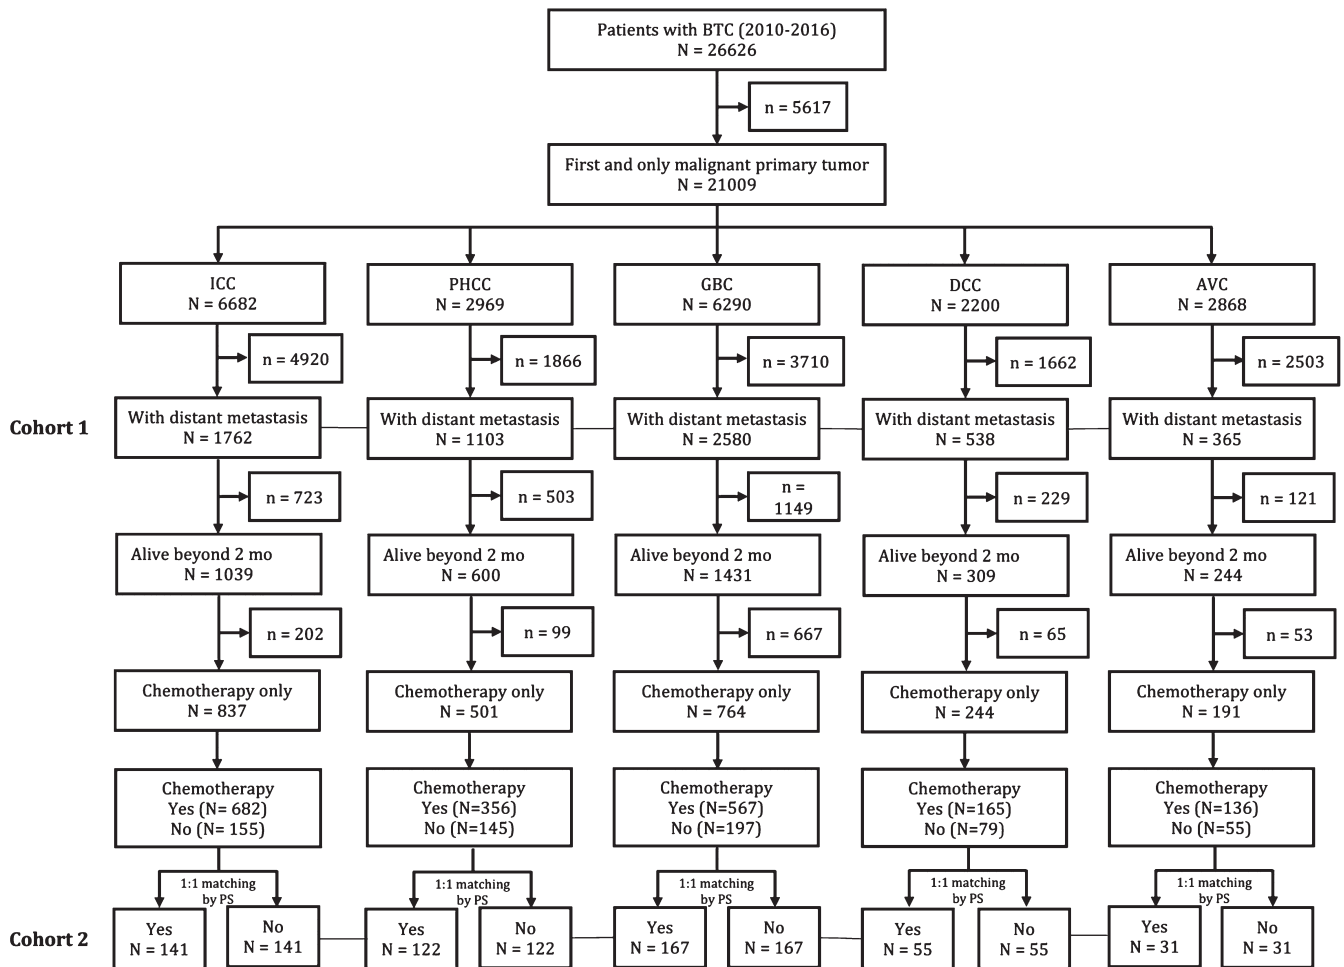 Patients with BTC (2010-2016)
N = 26626
n = 5617
First and only malignant primary tumor
N = 21009
ICC
N = 6682
PHCC
N = 2969
GBC
N = 6290
DCC
N = 2200
AVC
N = 2868
n = 4920
n = 1866
n = 3710
n = 1662
n = 2503
Cohort 1
With distant metastasis
N = 1762
With distant metastasis
N = 1103
With distant metastasis
N = 2580
With distant metastasis
N = 538
With distant metastasis
N = 365
n = 723
n = 503
n =
1149
n = 229
n = 121
Alive beyond 2 mo
N = 1039
Alive beyond 2 mo
N = 600
Alive beyond 2 mo
N = 1431
Alive beyond 2 mo
N = 309
Alive beyond 2 mo
N = 244
n = 202
n = 99
n = 667
n = 65
n = 53
Chemotherapy only
N = 837
Chemotherapy only
N = 501
Chemotherapy only
N = 764
Chemotherapy only
N = 244
Chemotherapy only
N = 191
Chemotherapy
Yes (N= 682)
No (N= 155)
Chemotherapy
Yes (N=356)
No (N=145)
Chemotherapy
Yes (N=567)
No (N=197)
Chemotherapy
Yes (N=165)
No (N=79)
Chemotherapy
Yes (N=136)
No (N=55)
1:1 matching
by PS
1:1 matching
by PS
1:1 matching
by PS
1:1 matching
by PS
1:1 matching
by PS
Cohort 2
Yes
N = 141
No
N = 141
Yes
N = 122
No
N = 122
Yes
N = 167
No
N = 167
Yes
N = 55
No
N = 55
Yes
N = 31
No
N = 31